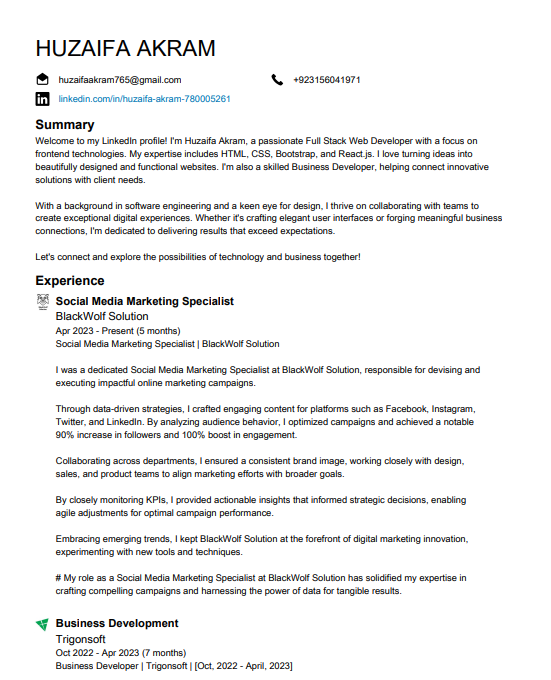 HUZAIFA AKRAM
huzaifaakram765@gmail.com
+923156041971
linkedin.com/in/huzaifa-akram-780005261
Summary
Welcome to my LinkedIn profile! I'm Huzaifa Akram, a passionate Full Stack Web Developer with a focus on
frontend technologies. My expertise includes HTML, CSS, Bootstrap, and React.js. I love turning ideas into
beautifully designed and functional websites. I'm also a skilled Business Developer, helping connect innovative
solutions with client needs.
With a background in software engineering and a keen eye for design, I thrive on collaborating with teams to
create exceptional digital experiences. Whether it's crafting elegant user interfaces or forging meaningful business
connections, I'm dedicated to delivering results that exceed expectations.
Let's connect and explore the possibilities of technology and business together!
Experience
Social Media Marketing Specialist
BlackWolf Solution
Apr 2023 - Present (5 months)
Social Media Marketing Specialist | BlackWolf Solution
I was a dedicated Social Media Marketing Specialist at BlackWolf Solution, responsible for devising and
executing impactful online marketing campaigns.
Through data-driven strategies, I crafted engaging content for platforms such as Facebook, Instagram,
Twitter, and LinkedIn. By analyzing audience behavior, I optimized campaigns and achieved a notable
90% increase in followers and 100% boost in engagement.
Collaborating across departments, I ensured a consistent brand image, working closely with design,
sales, and product teams to align marketing efforts with broader goals.
By closely monitoring KPIs, I provided actionable insights that informed strategic decisions, enabling
agile adjustments for optimal campaign performance.
Embracing emerging trends, I kept BlackWolf Solution at the forefront of digital marketing innovation,
experimenting with new tools and techniques.
# My role as a Social Media Marketing Specialist at BlackWolf Solution has solidified my expertise in
crafting compelling campaigns and harnessing the power of data for tangible results.
Business Development
Trigonsoft
Oct 2022 - Apr 2023 (7 months)
Business Developer | Trigonsoft | [Oct, 2022 - April, 2023]